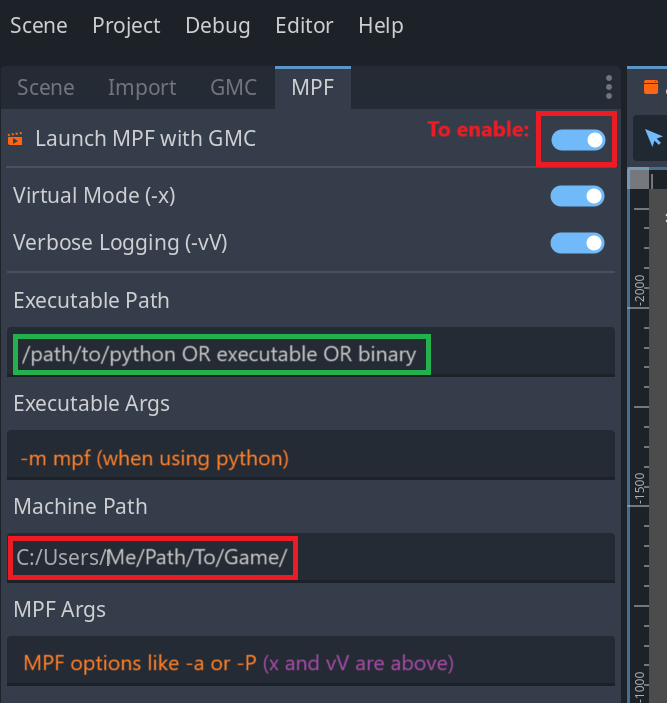 Scene Project Debug Editor Help
Scene Import GMC MPF
Launch MPF with GMC To enable:
Virtual Mode (-x)
Verbose Logging (-vV)
Executable Path
/path/to/python OR executable OR binary
Executable Args
-m mpf (when using python)
Machine Path
C:/Users/Me/Path/To/Game/
MPF Args
MPF options like -a or -P (x and vV are above)
-2000
-1500
-1000